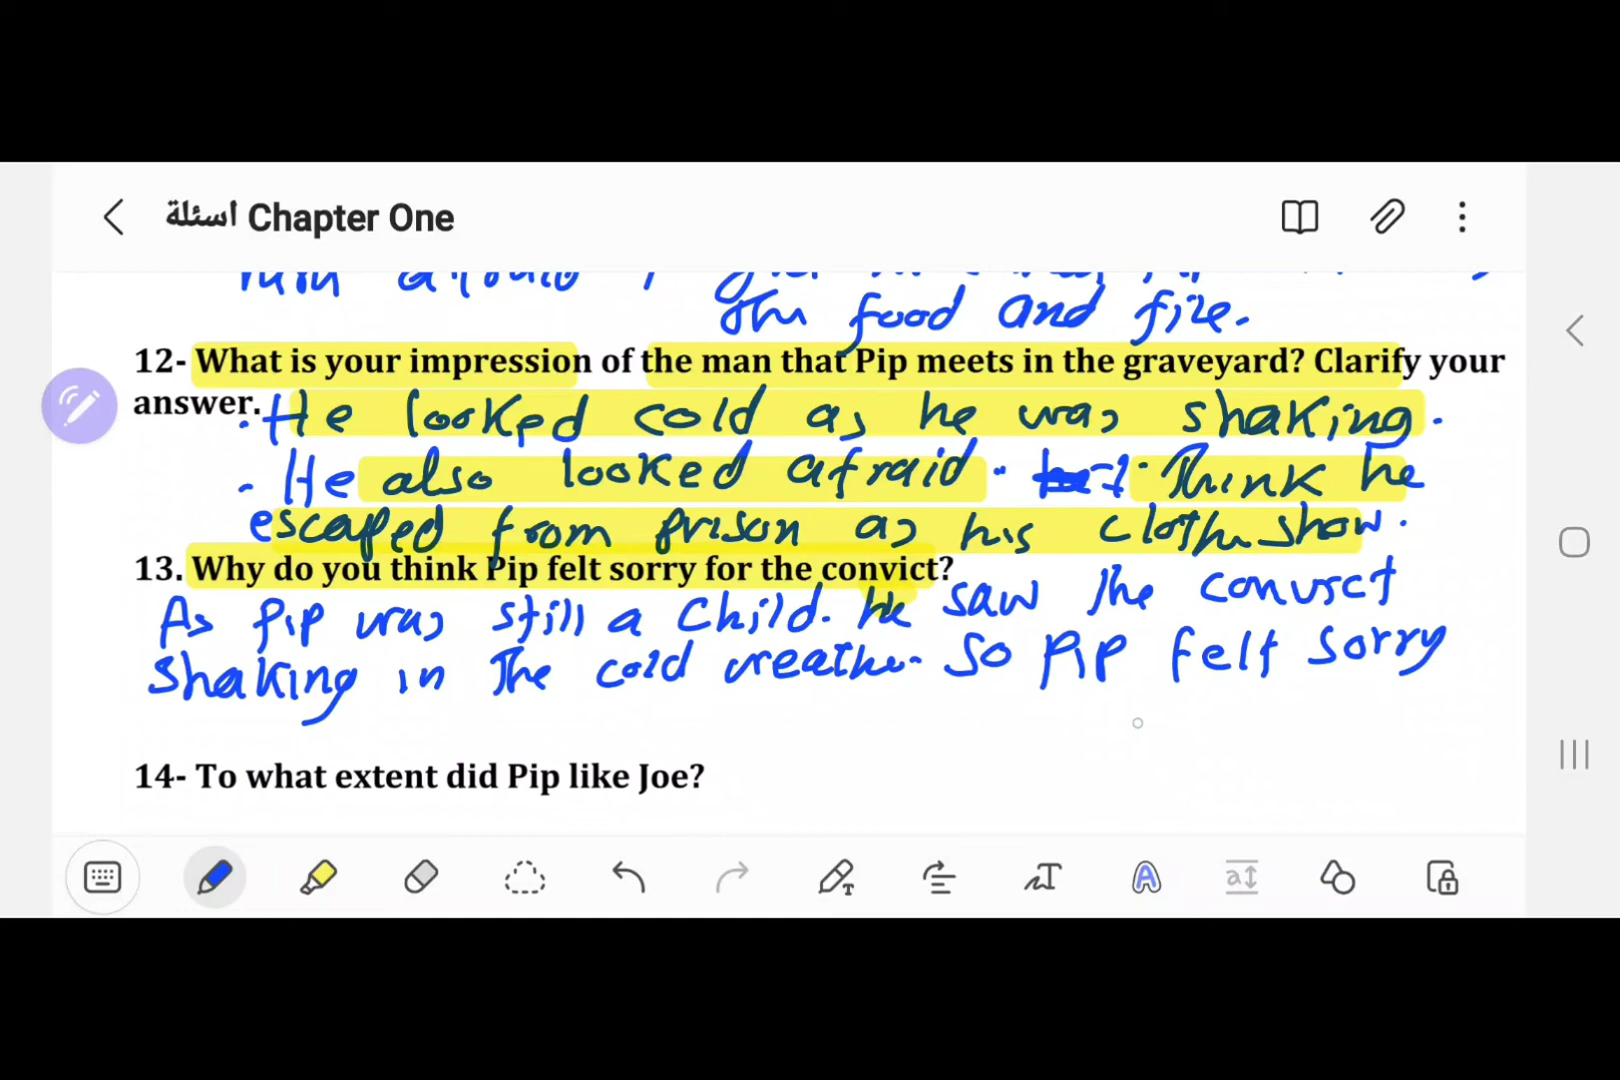 اسئلة Chapter One
the food and fire.
12- What is your impression of the man that Pip meets in the graveyard? Clarify your
answer. - He looked cold as he was shaking.
- He also looked afraid. I think he
escaped from prison as his clothes show.
13. Why do you think Pip felt sorry for the convict?
As Pip was still a child. He saw the convict
shaking in the cold weather. So Pip felt sorry
14- To what extent did Pip like Joe?